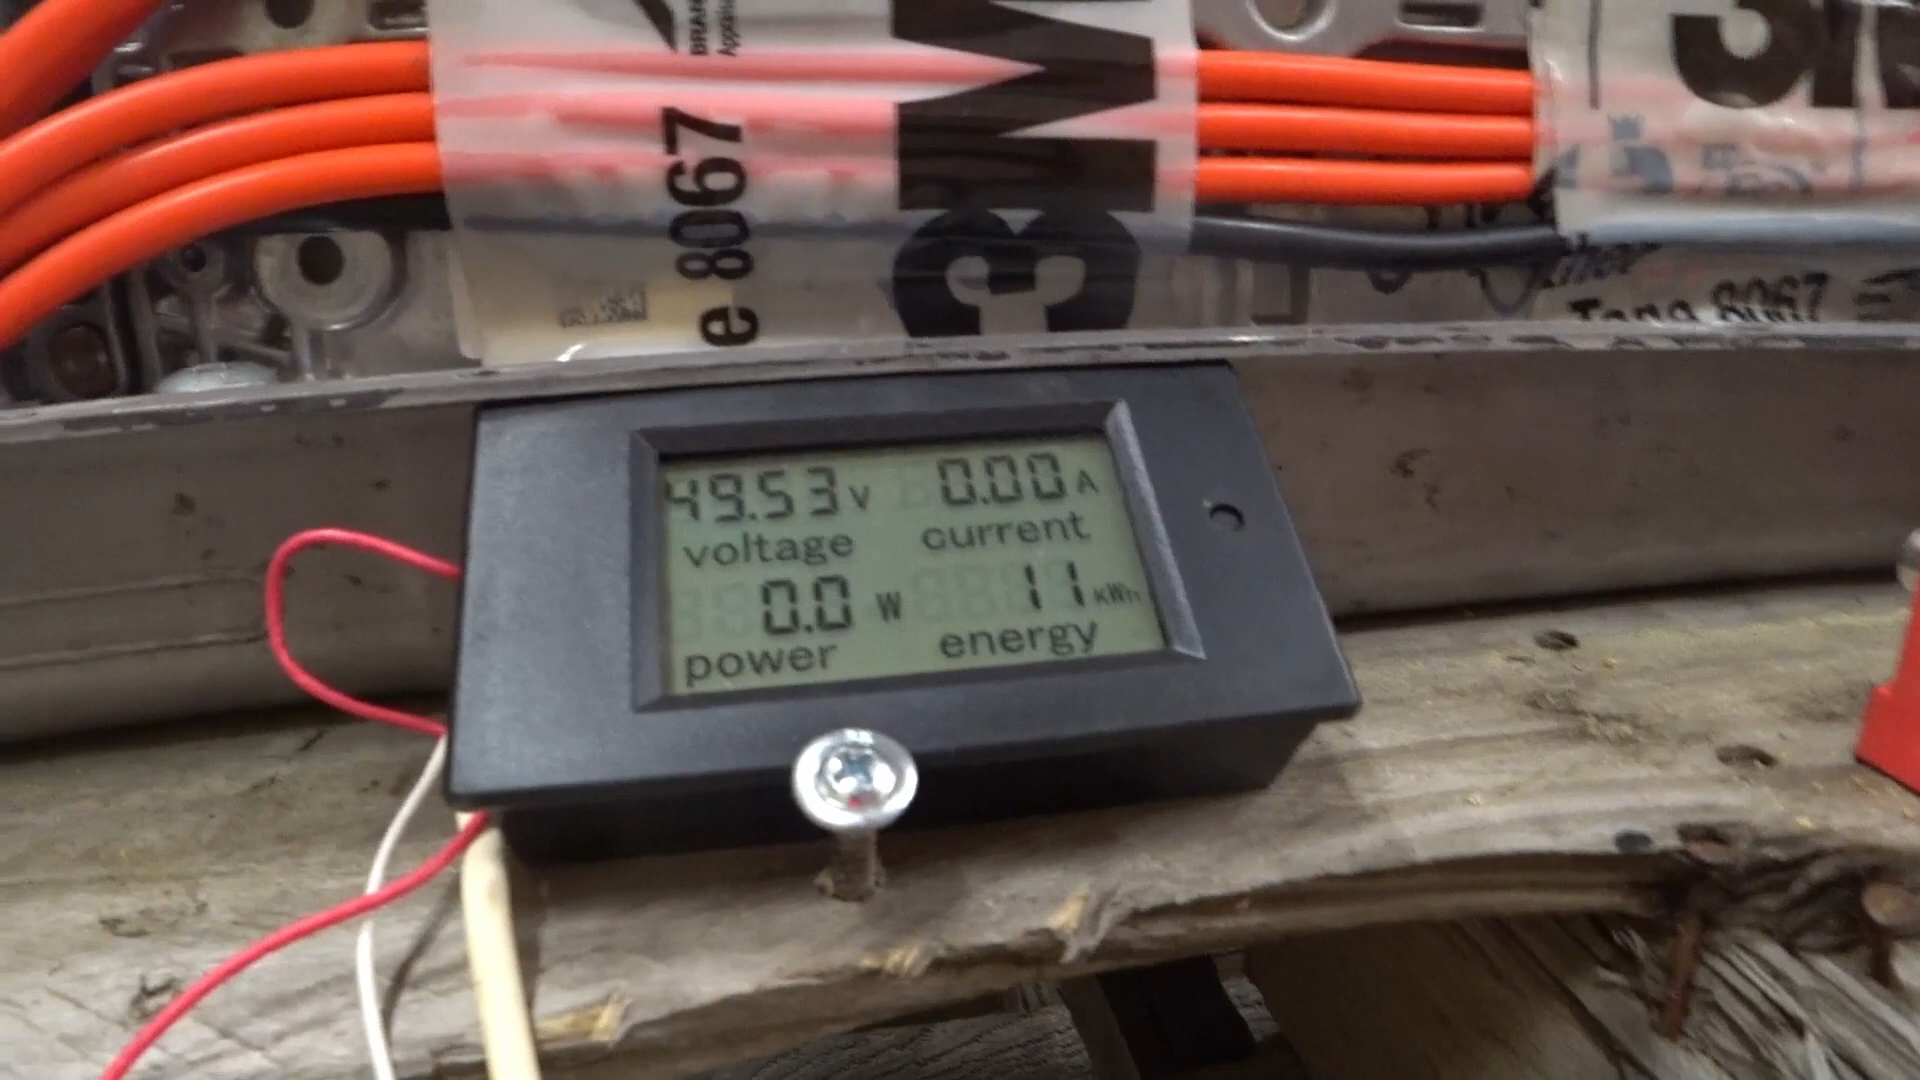 e 8067
3M
Tape 8067
49.53 V 0.00 A
voltage current
0.0 W 11 kWh
power energy